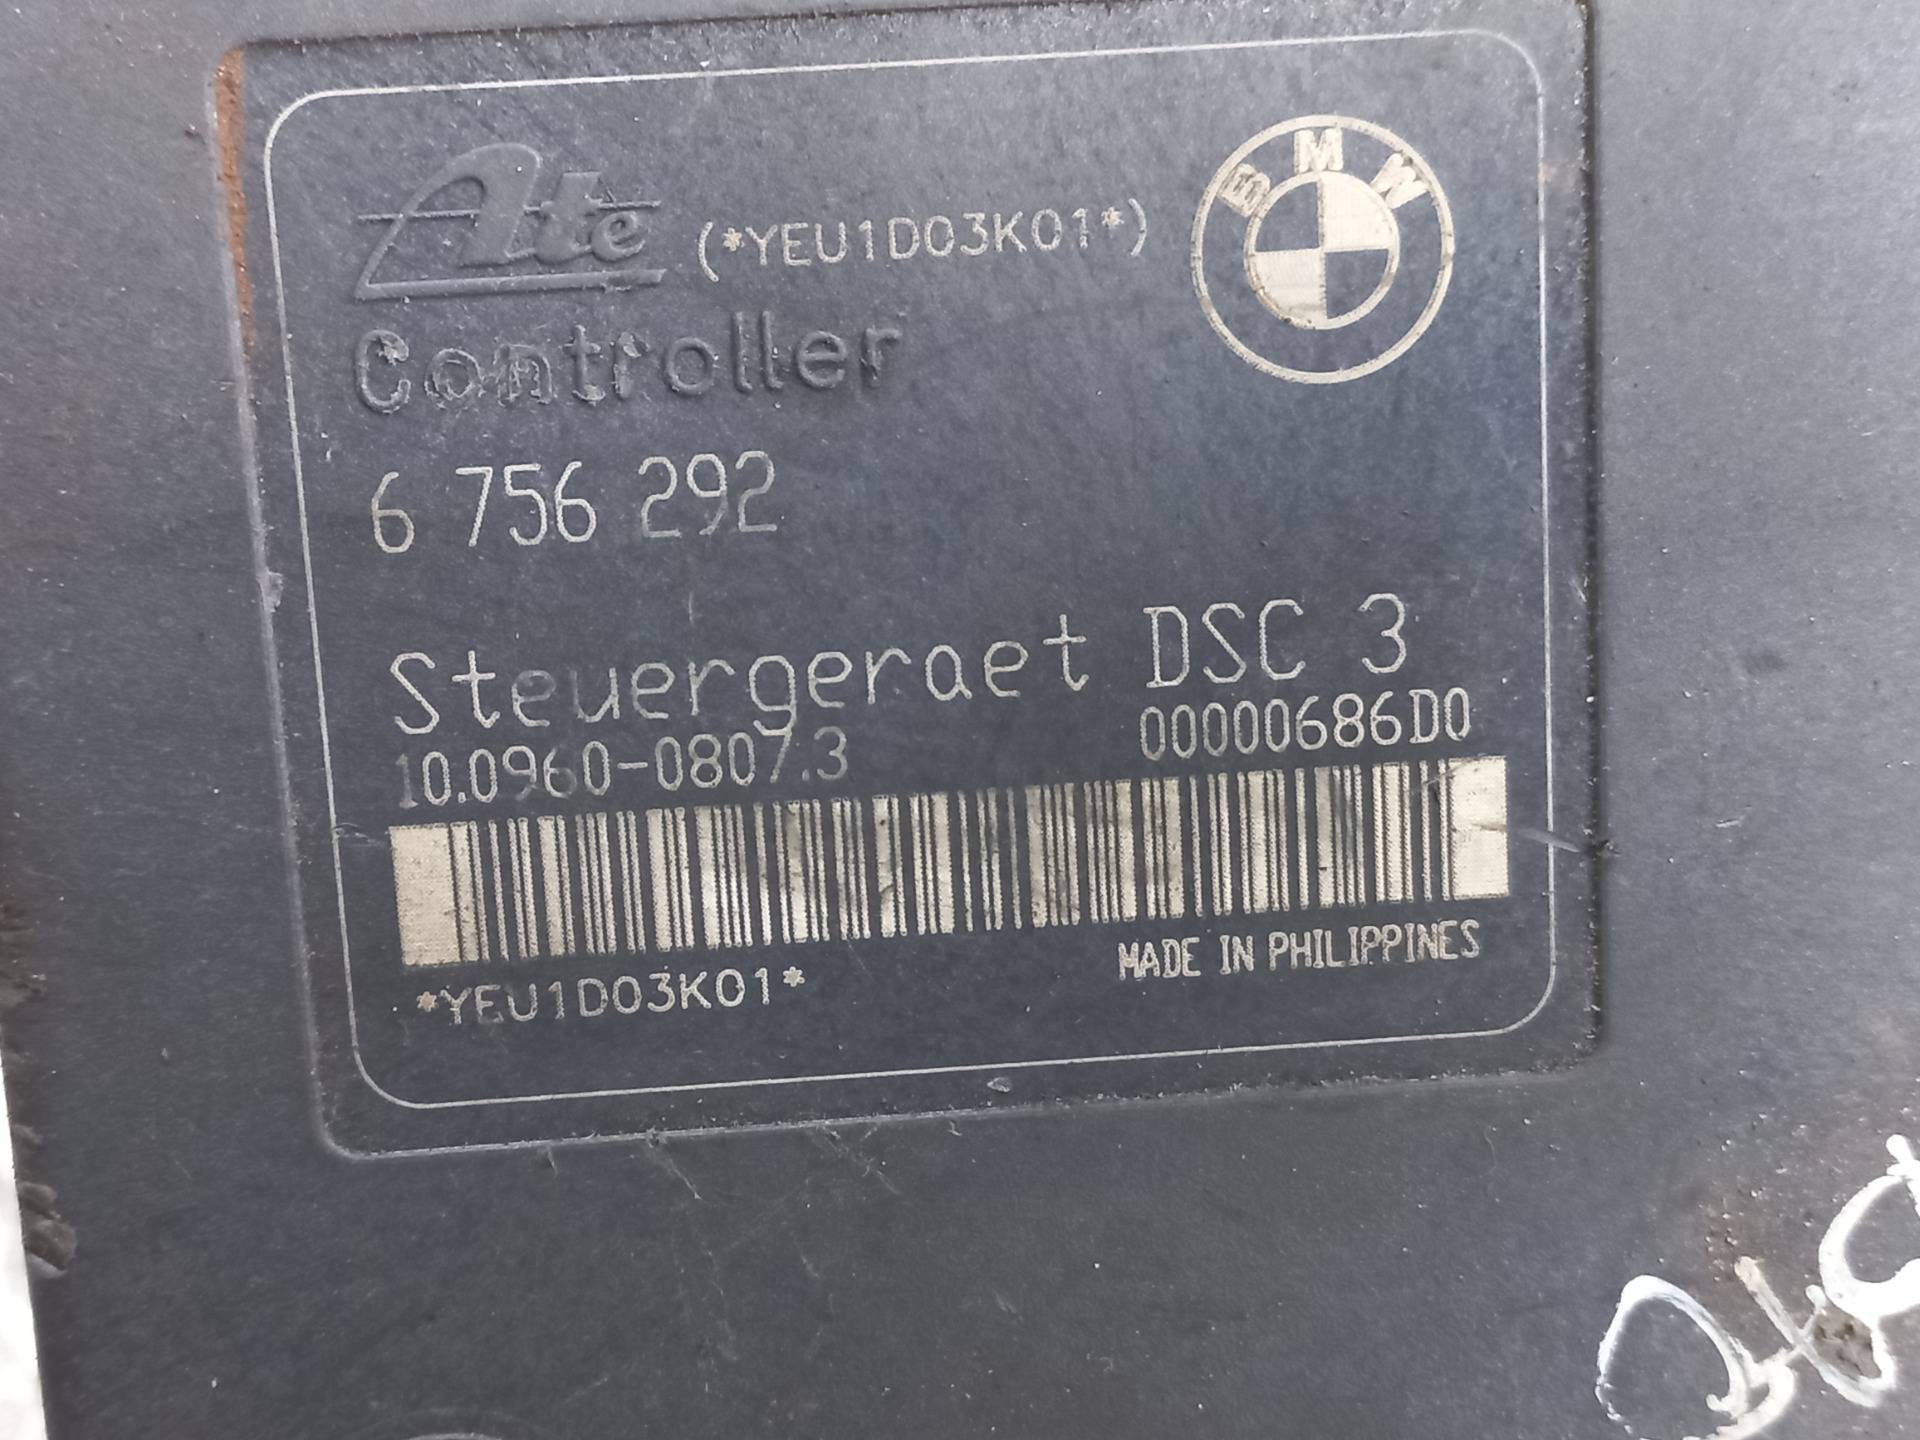 Ate (*YEU1D03K01*) BMW
Controller
6 756 292
Steuergeraet DSC 3
10.0960-0807.3 00000686D0
*YEU1D03K01* MADE IN PHILIPPINES